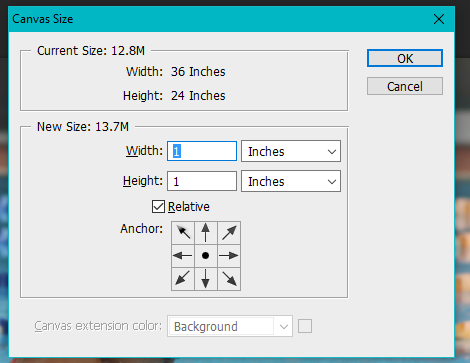 Canvas Size
Current Size: 12.8M
Width: 36 Inches
Height: 24 Inches
OK
Cancel
New Size: 13.7M
Width: 1 Inches
Height: 1 Inches
Relative
Anchor:
Canvas extension color: Background